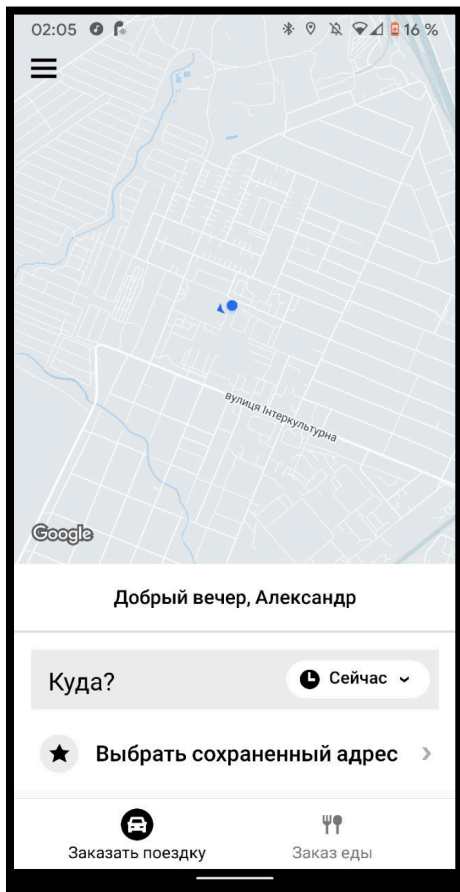 02:05
16 %
вулиця Інтеркультурна
Google
Добрый вечер, Александр
Куда?
Сейчас
Выбрать сохраненный адрес
Заказать поездку
Заказ еды